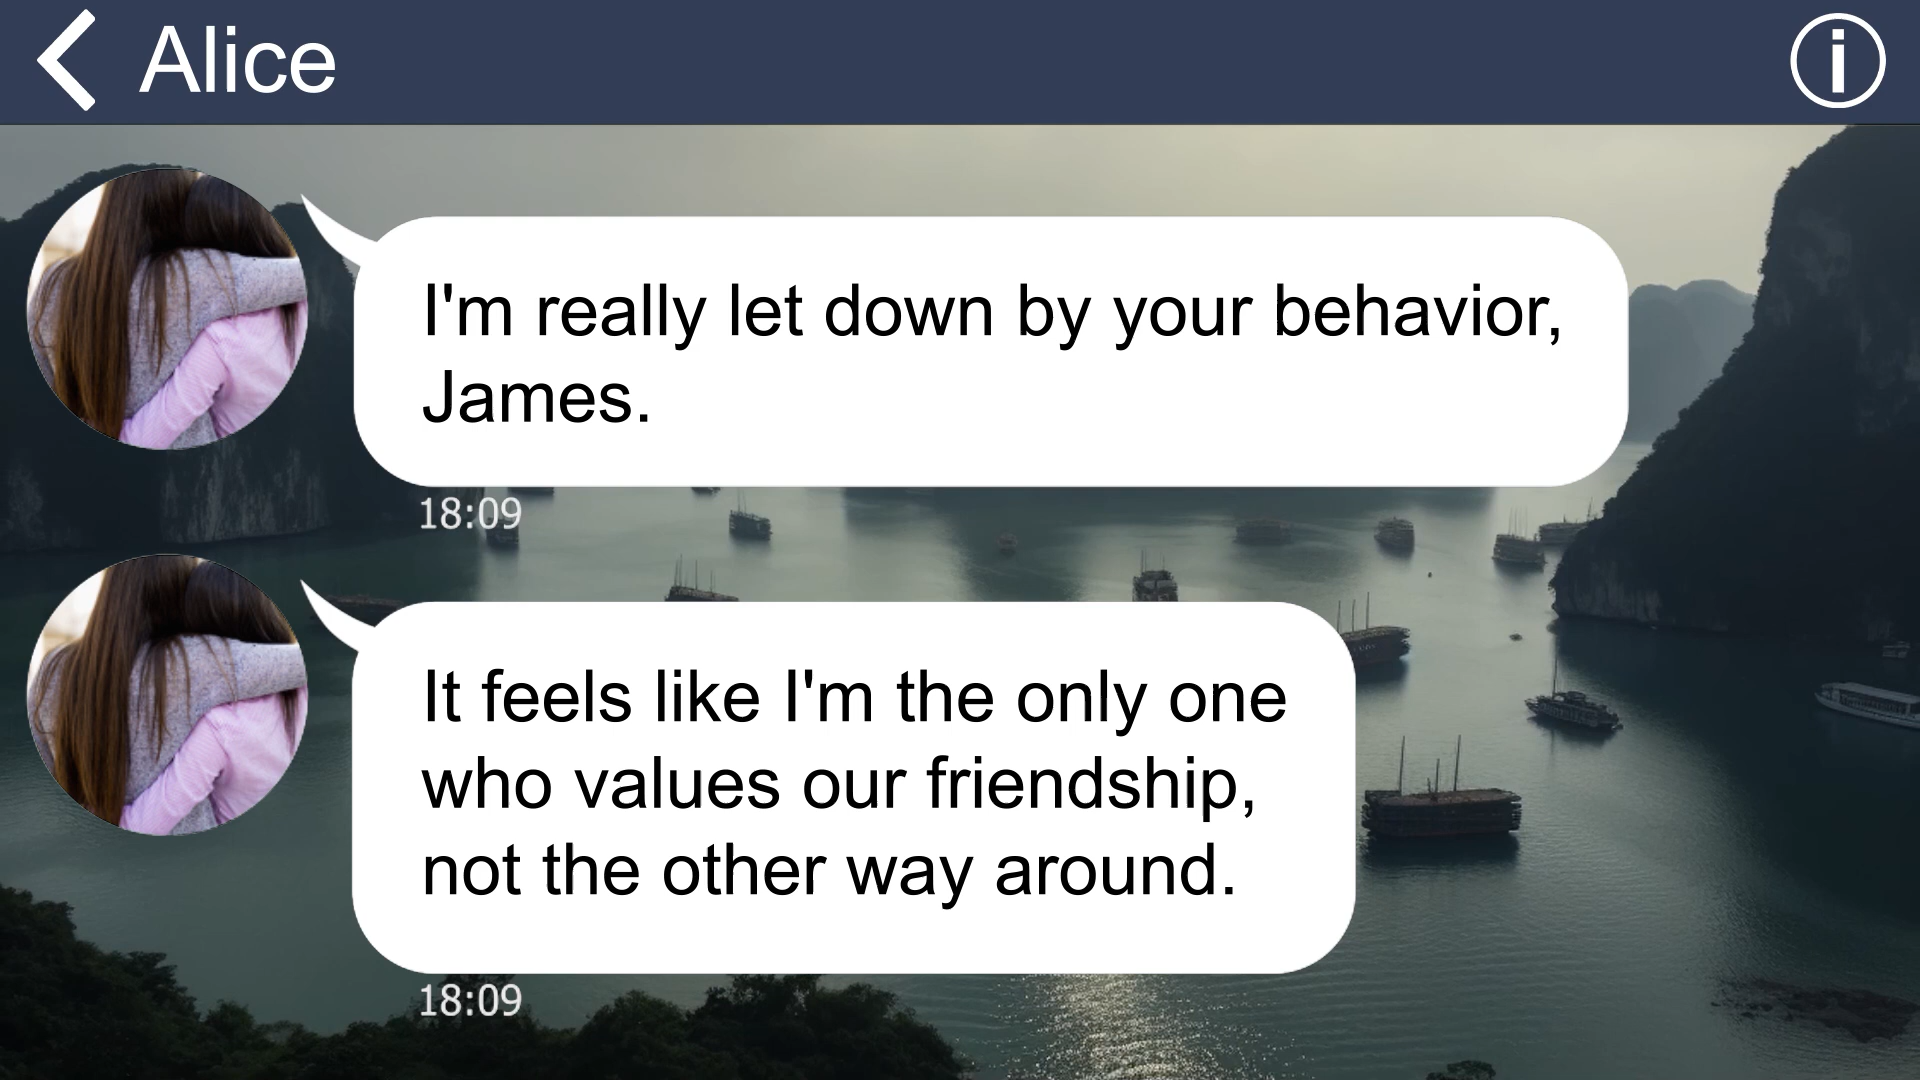 Alice
I'm really let down by your behavior,
James.
18:09
It feels like I'm the only one
who values our friendship,
not the other way around.
18:09